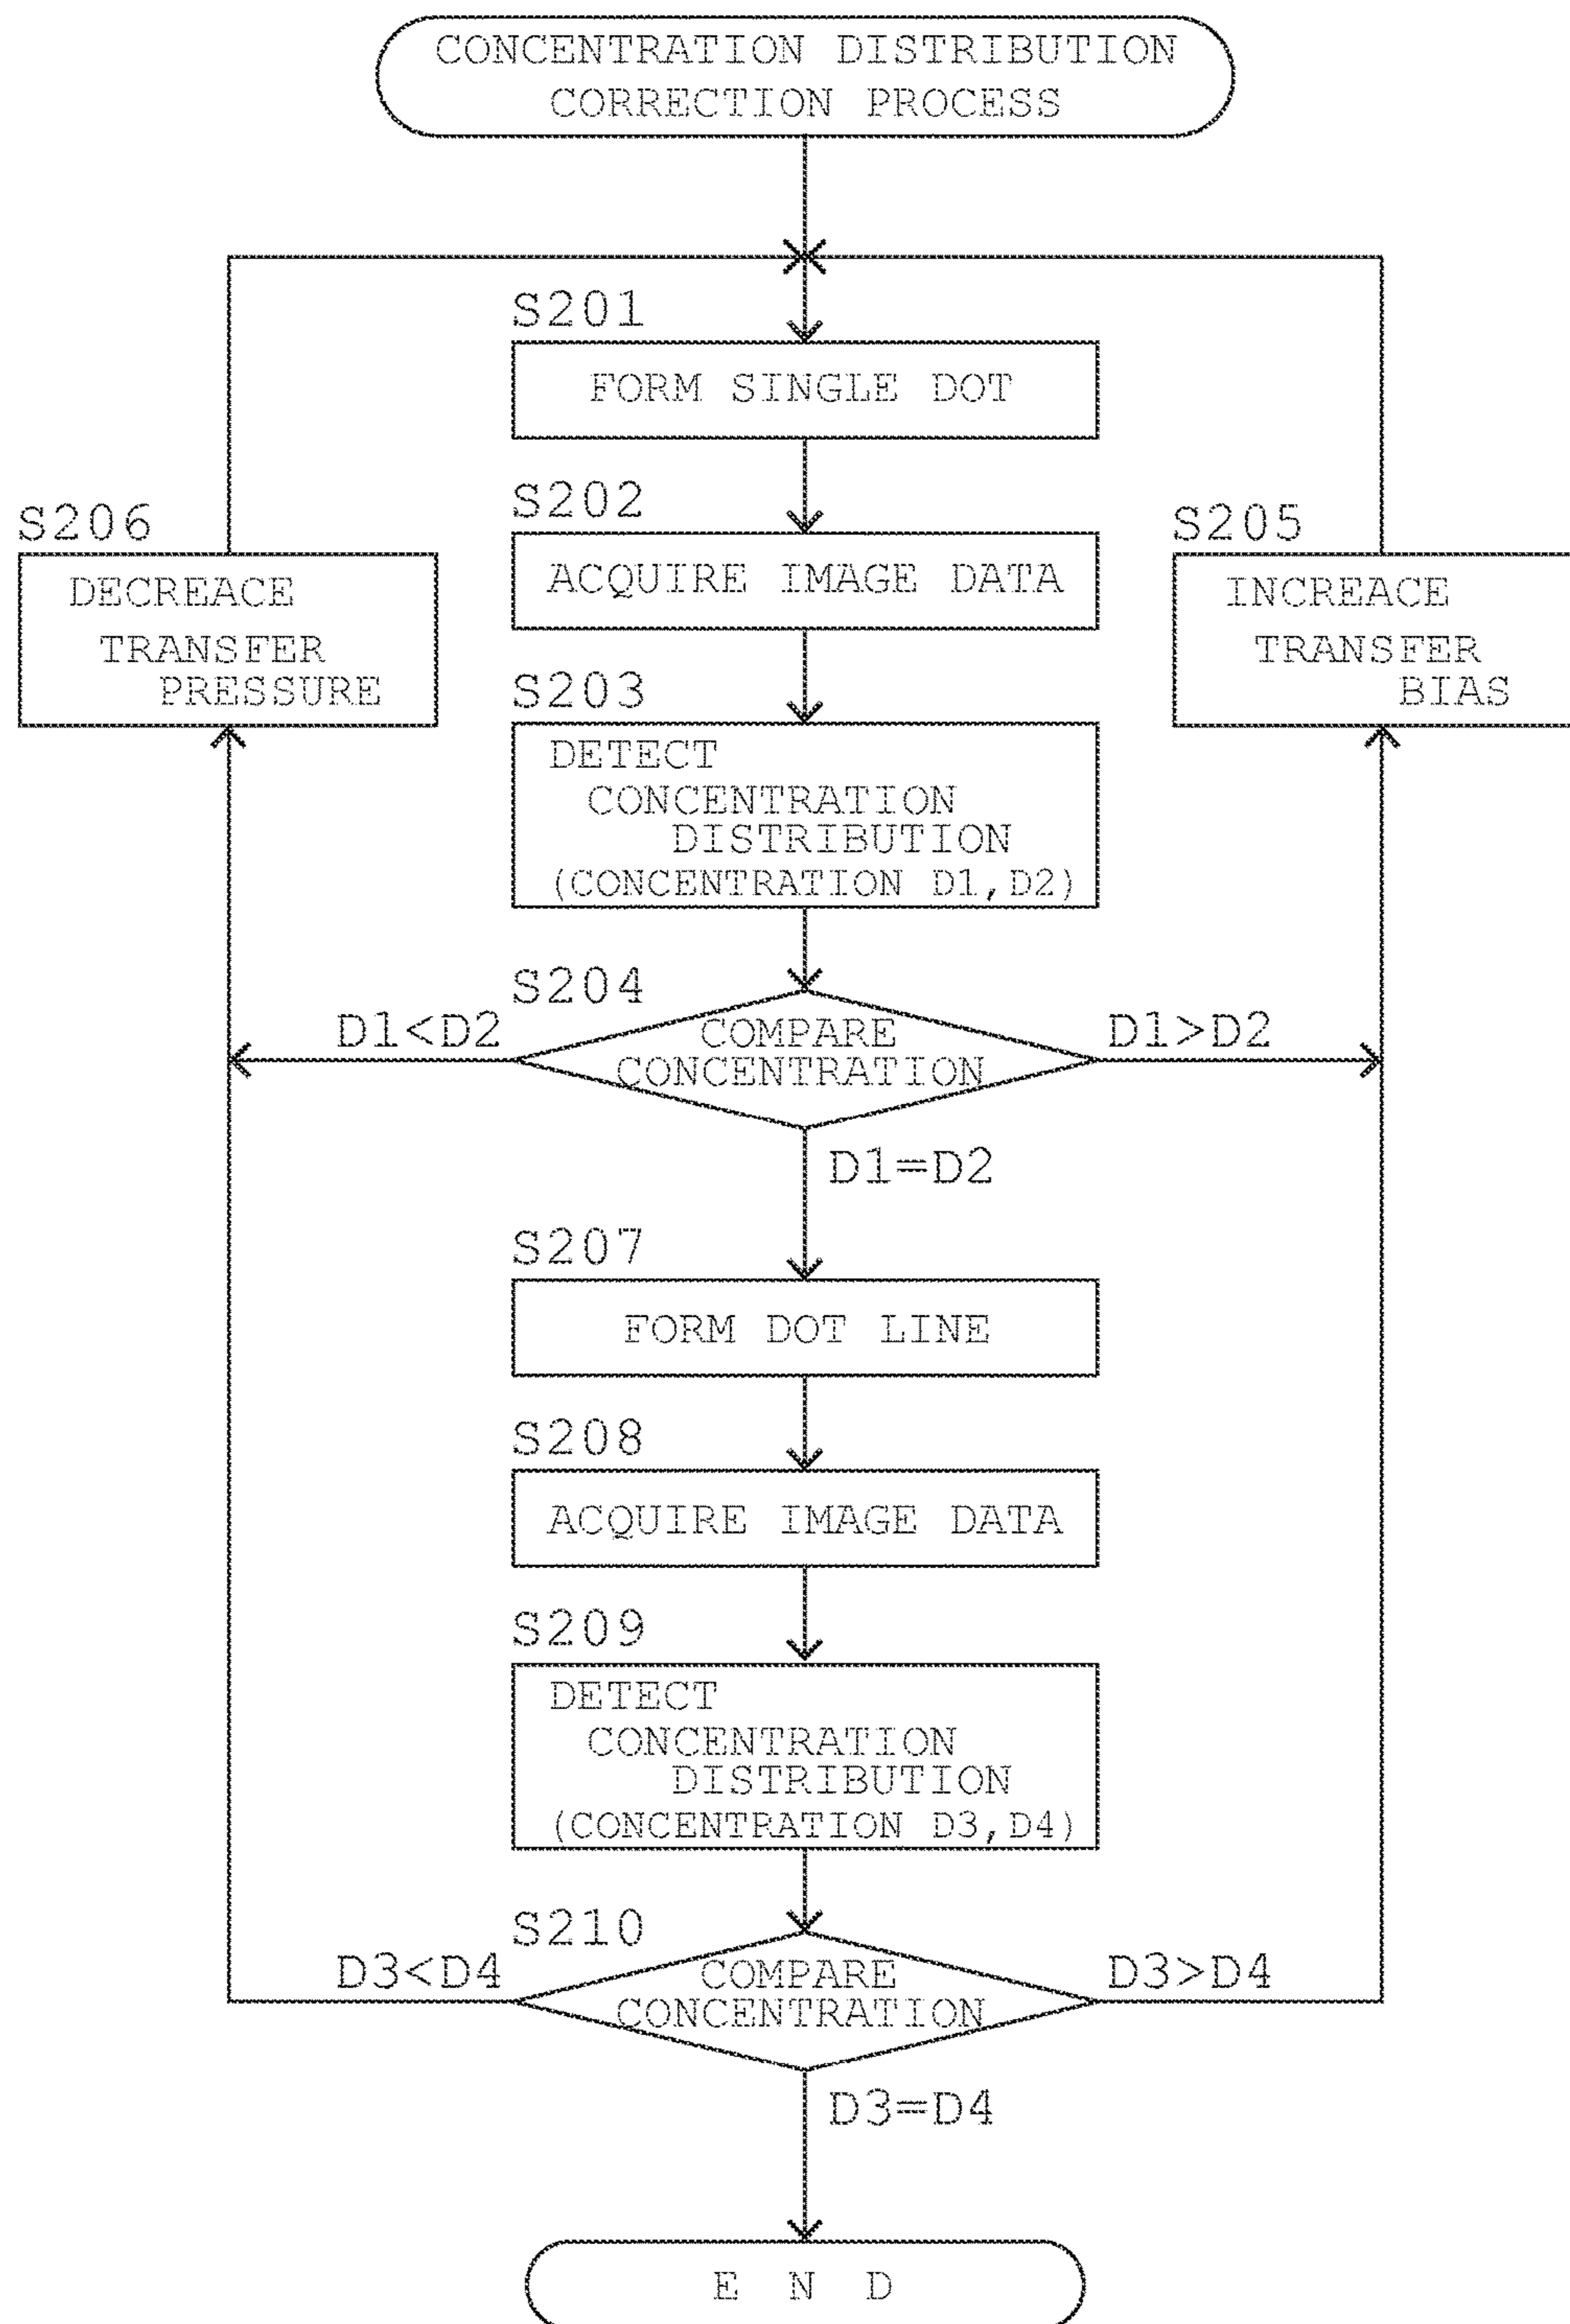 CONCENTRATION DISTRIBUTION
CORRECTION PROCESS
S201
FORM SINGLE DOT
S202
ACQUIRE IMAGE DATA
S206
DECREACE
TRANSFER
PRESSURE
S205
INCREACE
TRANSFER
BIAS
S203
DETECT
CONCENTRATION
DISTRIBUTION
(CONCENTRATION D1,D2)
S204
D1<D2
COMPARE
CONCENTRATION
D1>D2
D1=D2
S207
FORM DOT LINE
S208
ACQUIRE IMAGE DATA
S209
DETECT
CONCENTRATION
DISTRIBUTION
(CONCENTRATION D3,D4)
S210
D3<D4
COMPARE
CONCENTRATION
D3>D4
D3=D4
E N D